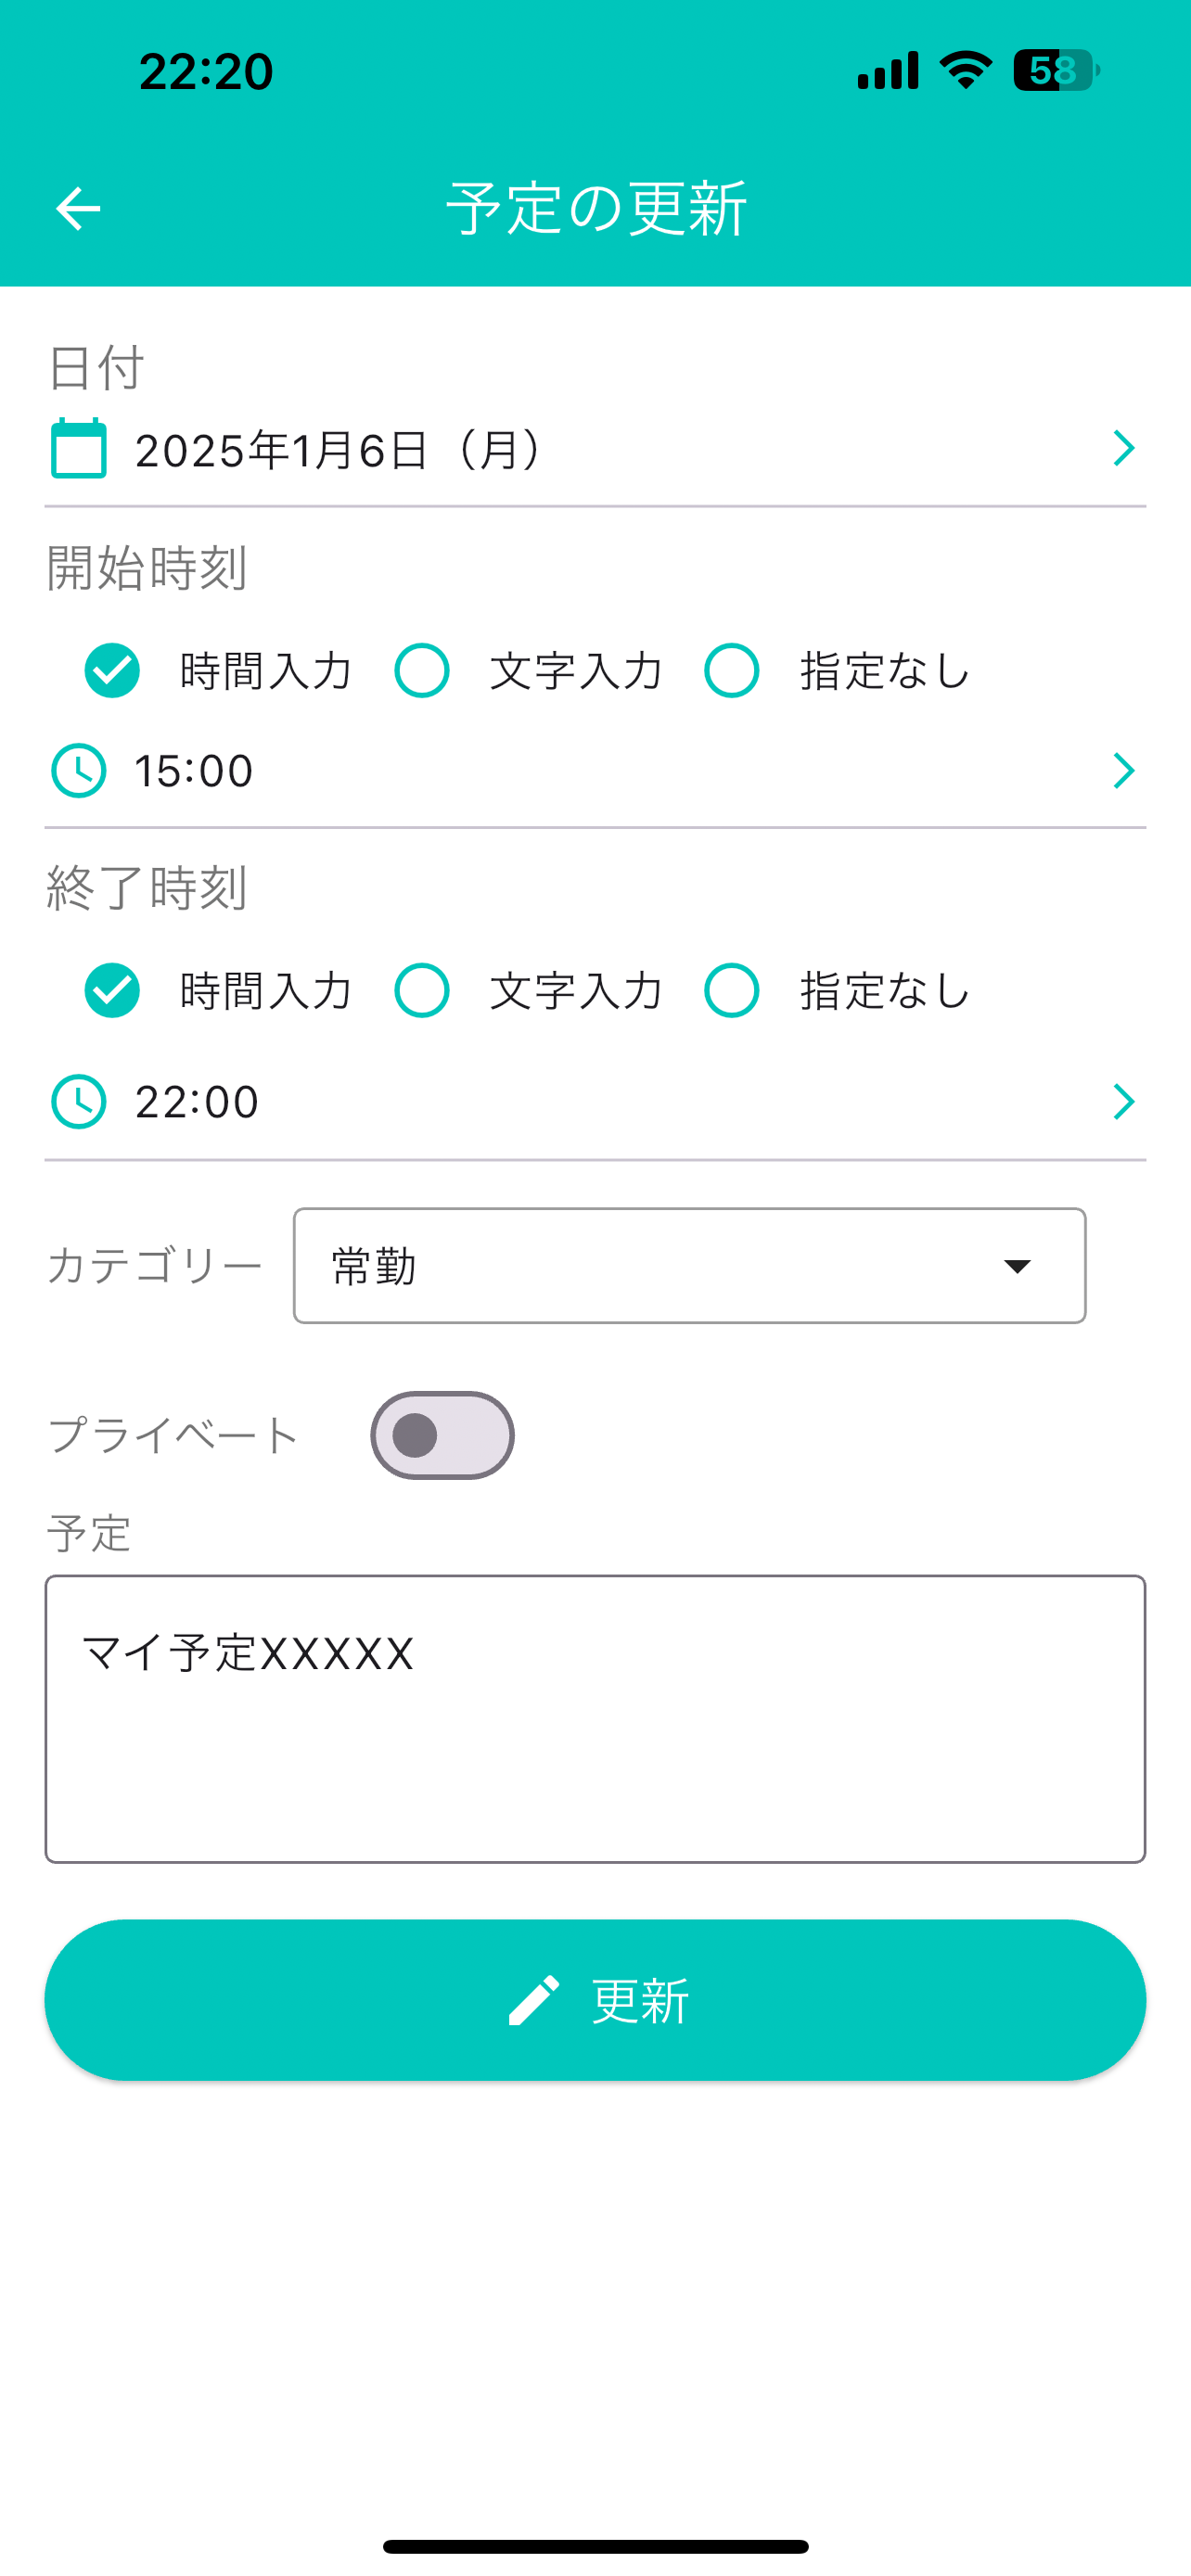 22:20
58
予定の更新
日付
2025年1月6日（月）
開始時刻
時間入力 文字入力 指定なし
15:00
終了時刻
時間入力 文字入力 指定なし
22:00
カテゴリー 常勤
プライベート
予定
マイ予定XXXXX
更新